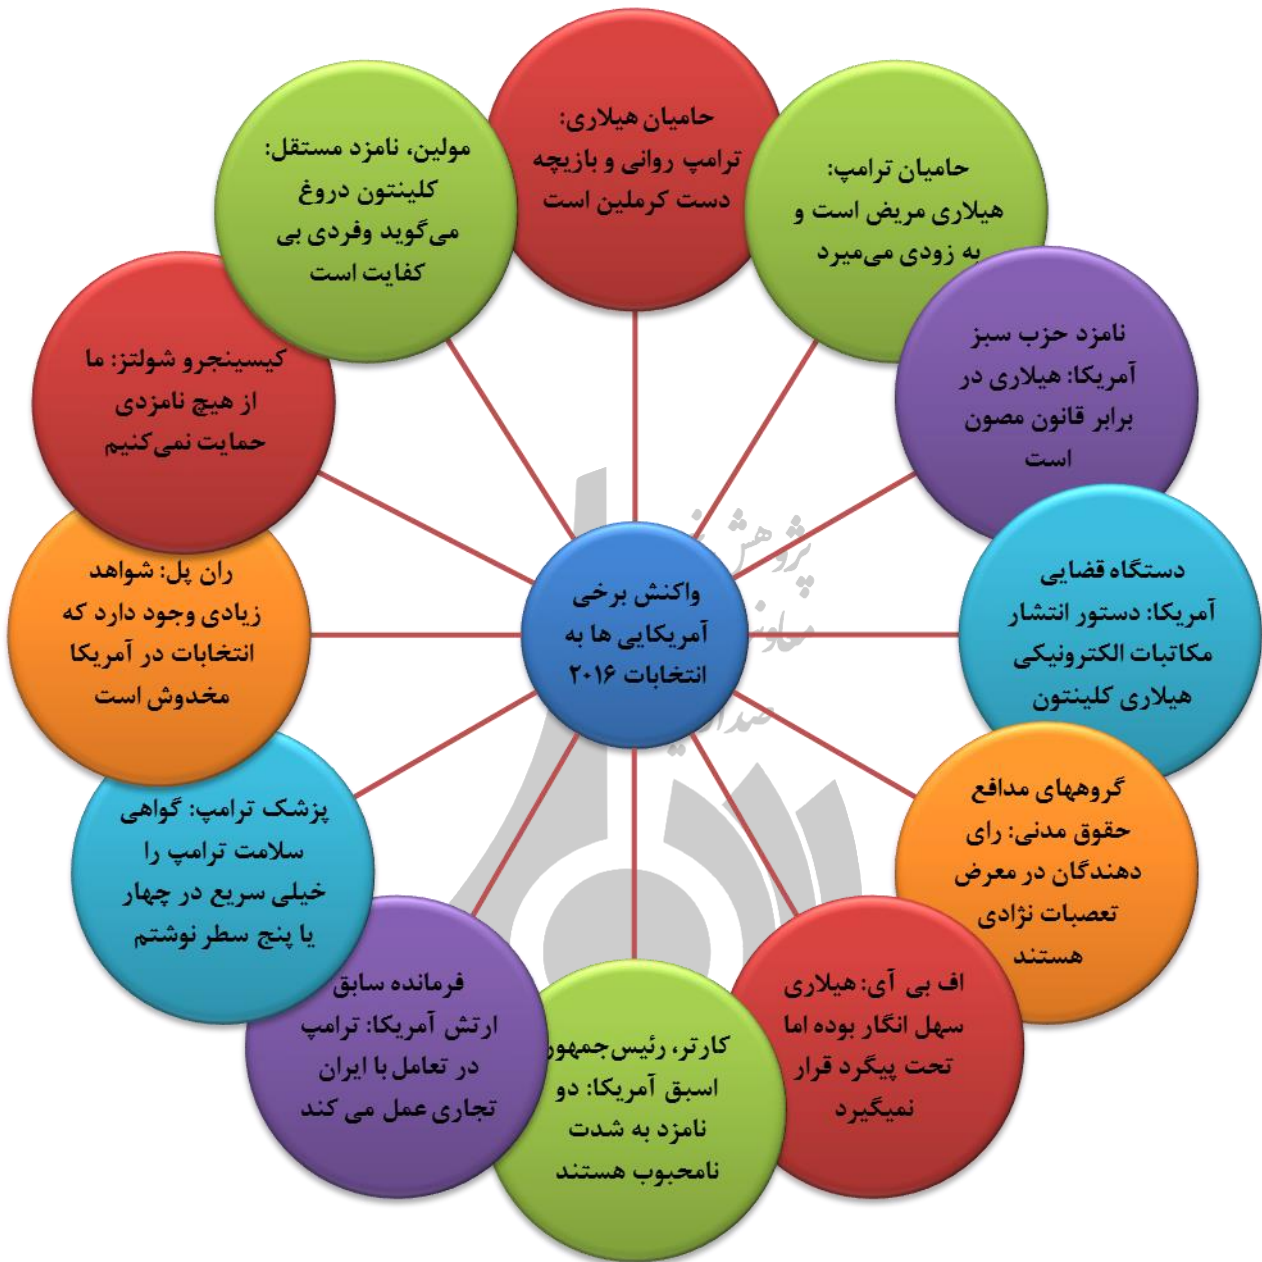 حامیان هیلاری:
ترامپ روانی و بازیچه
دست کرملین است
حامیان ترامپ:
هیلاری مریض است و
به زودی می‌میرد
نامزد حزب سبز
آمریکا: هیلاری در
برابر قانون مصون
است
دستگاه قضایی
آمریکا: دستور انتشار
مکاتبات الکترونیکی
هیلاری کلینتون
گروههای مدافع
حقوق مدنی: رای
دهندگان در معرض
تعصبات نژادی
هستند
اف بی آی: هیلاری
سهل انگار بوده اما
تحت پیگرد قرار
نمیگیرد
کارتر، رئیس‌جمهور
اسبق آمریکا: دو
نامزد به شدت
نامحبوب هستند
فرمانده سابق
ارتش آمریکا: ترامپ
در تعامل با ایران
تجاری عمل می کند
پزشک ترامپ: گواهی
سلامت ترامپ را
خیلی سریع در چهار
یا پنج سطر نوشتم
ران پل: شواهد
زیادی وجود دارد که
انتخابات در آمریکا
مخدوش است
کیسینجرو شولتز: ما
از هیچ نامزدی
حمایت نمی‌کنیم
مولین، نامزد مستقل:
کلینتون دروغ
می‌گوید وفردی بی
کفایت است
واکنش برخی
آمریکایی ها به
انتخابات ۲۰۱۶
پژوهش